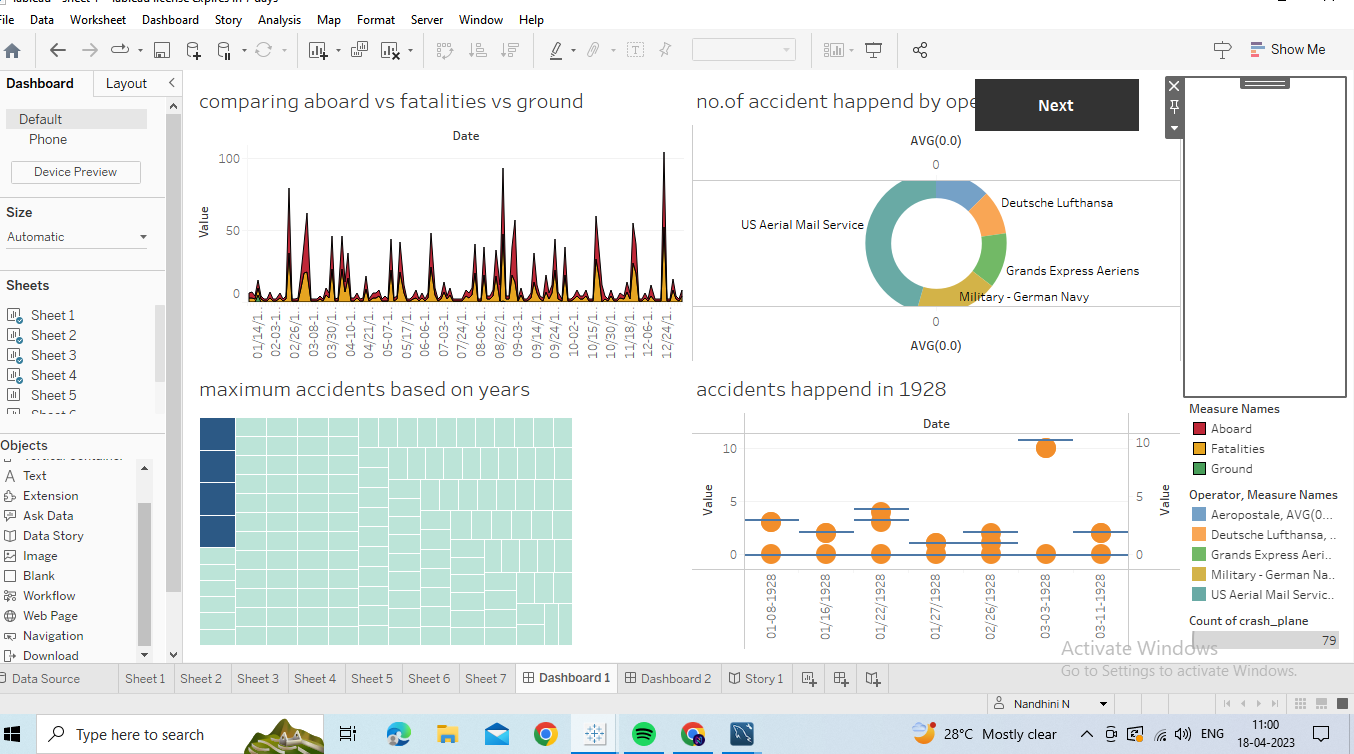 File Data Worksheet Dashboard Story Analysis Map Format Server Window Help
Show Me
Dashboard Layout
Default
Phone
Device Preview
Size
Automatic
Sheets
Sheet 1
Sheet 2
Sheet 3
Sheet 4
Sheet 5
Objects
Text
Extension
Ask Data
Data Story
Image
Blank
Workflow
Web Page
Navigation
Download
comparing aboard vs fatalities vs ground
Date
Value
100
50
0
01/14/1..
02-03-1..
02/26/1..
03-08-1..
03/30/1..
04-10-1..
04/21/1..
05-07-1..
05/17/1..
06-06-1..
07-03-1..
07/24/1..
08-06-1..
08/22/1..
09-03-1..
09/14/1..
09/24/1..
10-02-1..
10/15/1..
10/30/1..
11/18/1..
12-06-1..
12/24/1..
no.of accident happend by ope
Next
AVG(0.0)
0
Deutsche Lufthansa
US Aerial Mail Service
Grands Express Aeriens
Military - German Navy
0
AVG(0.0)
maximum accidents based on years
accidents happend in 1928
Date
Value
10
5
0
10
5
0
Value
01-08-1928
01/16/1928
01/22/1928
01/27/1928
02/26/1928
03-03-1928
03-11-1928
Measure Names
Aboard
Fatalities
Ground
Operator, Measure Names
Aeropostale, AVG(0...
Deutsche Lufthansa, ..
Grands Express Aeri..
Military - German Na..
US Aerial Mail Servic..
Count of crash_plane
79
Activate Windows
Go to Settings to activate Windows.
Data Source Sheet 1 Sheet 2 Sheet 3 Sheet 4 Sheet 5 Sheet 6 Sheet 7 Dashboard 1 Dashboard 2 Story 1
Nandhini N
Type here to search
28°C Mostly clear
ENG
11:00
18-04-2023